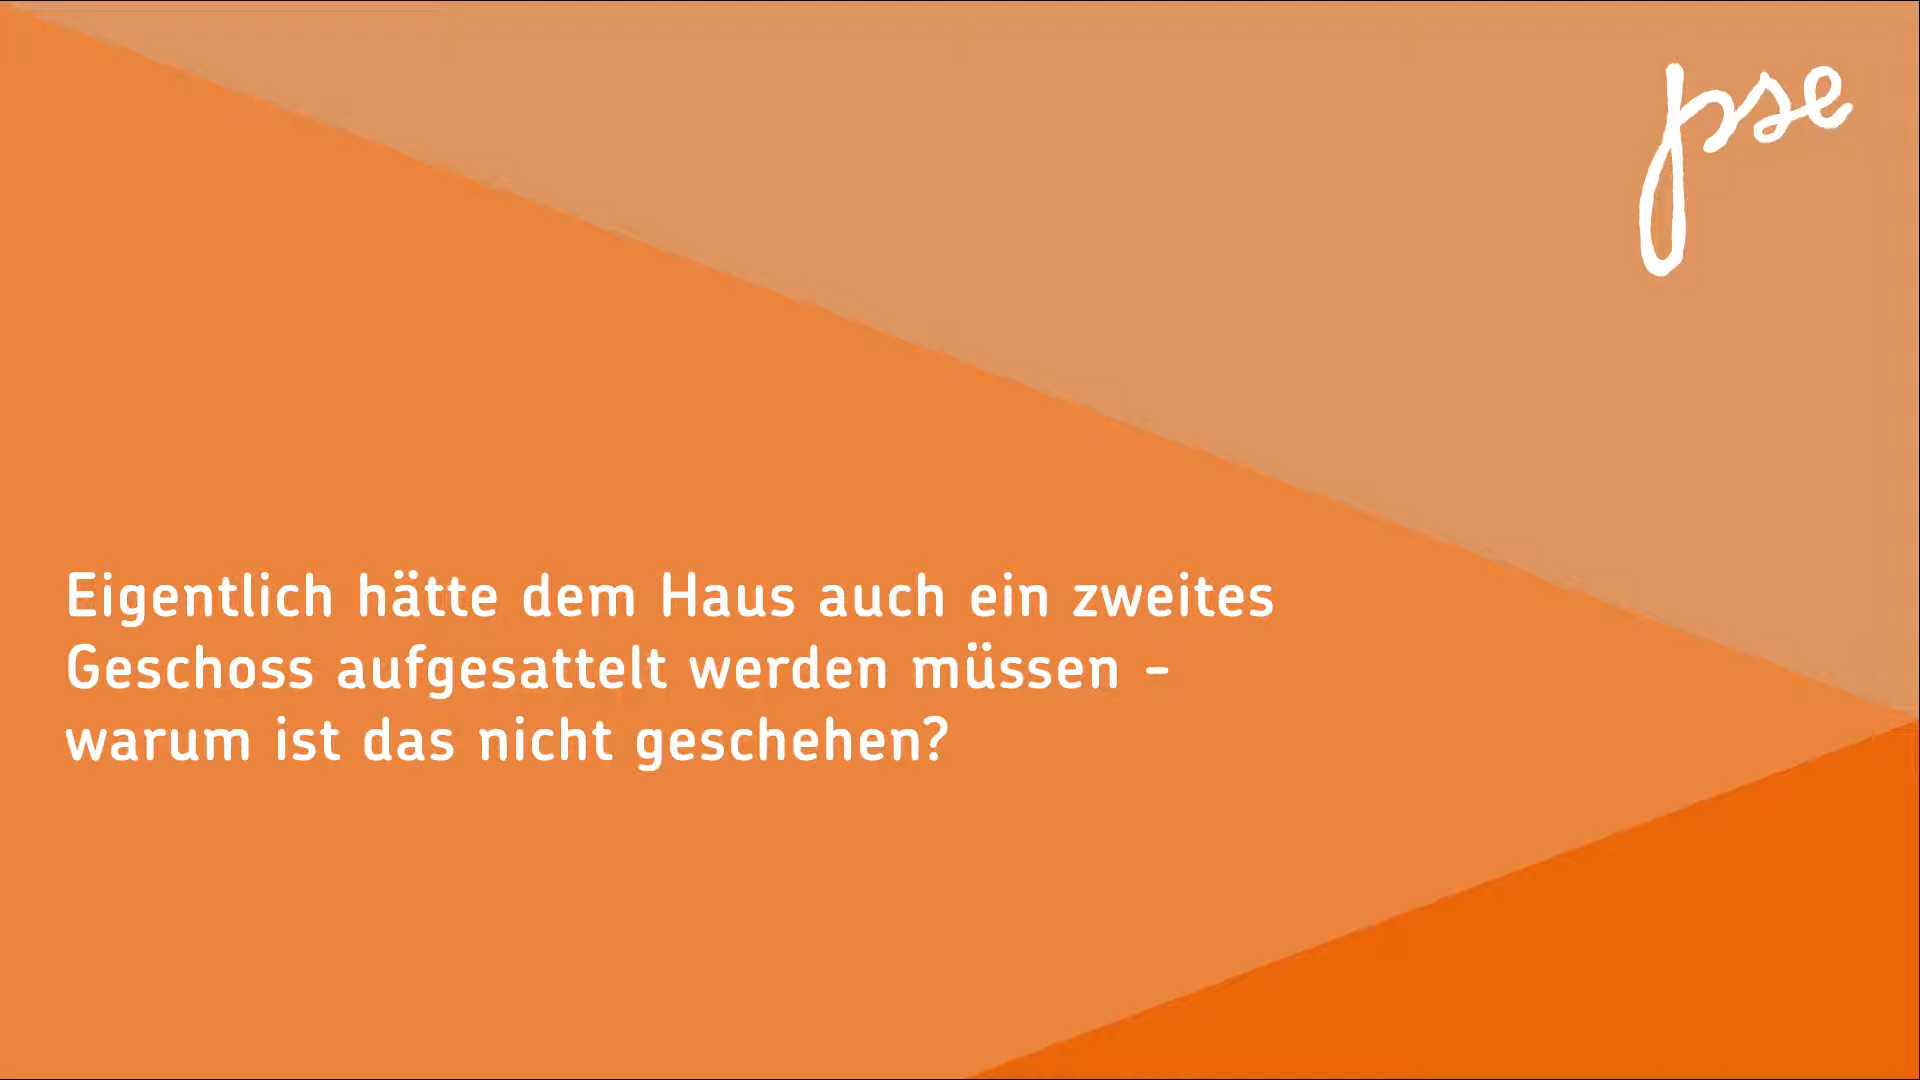 pse
Eigentlich hätte dem Haus auch ein zweites
Geschoss aufgesattelt werden müssen -
warum ist das nicht geschehen?